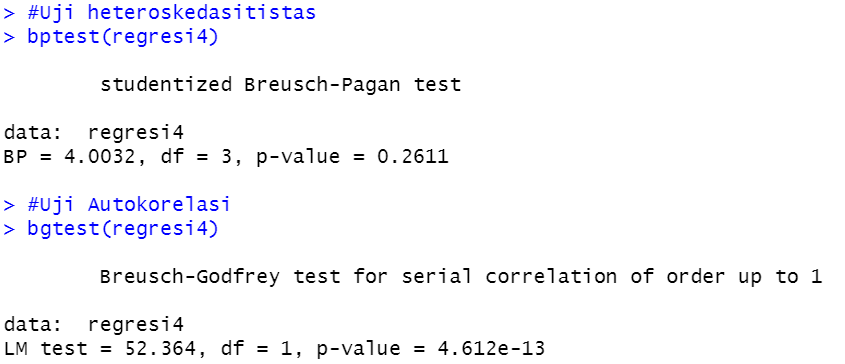 > #Uji heteroskedasitistas
> bptest(regresi4)
studentized Breusch-Pagan test
data:  regresi4
BP = 4.0032, df = 3, p-value = 0.2611
> #Uji Autokorelasi
> bgtest(regresi4)
Breusch-Godfrey test for serial correlation of order up to 1
data:  regresi4
LM test = 52.364, df = 1, p-value = 4.612e-13